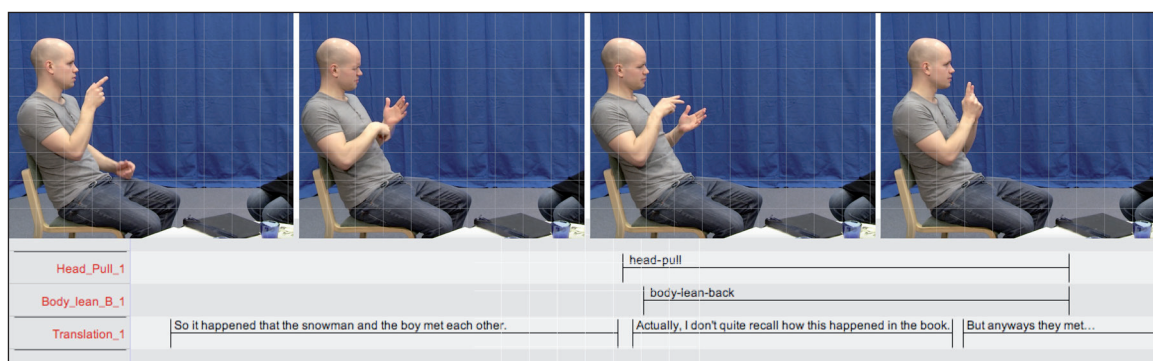 Head_Pull_1
head-pull
Body_lean_B_1
body-lean-back
Translation_1
So it happened that the snowman and the boy met each other.
Actually, I don't quite recall how this happened in the book.
But anyways they met...